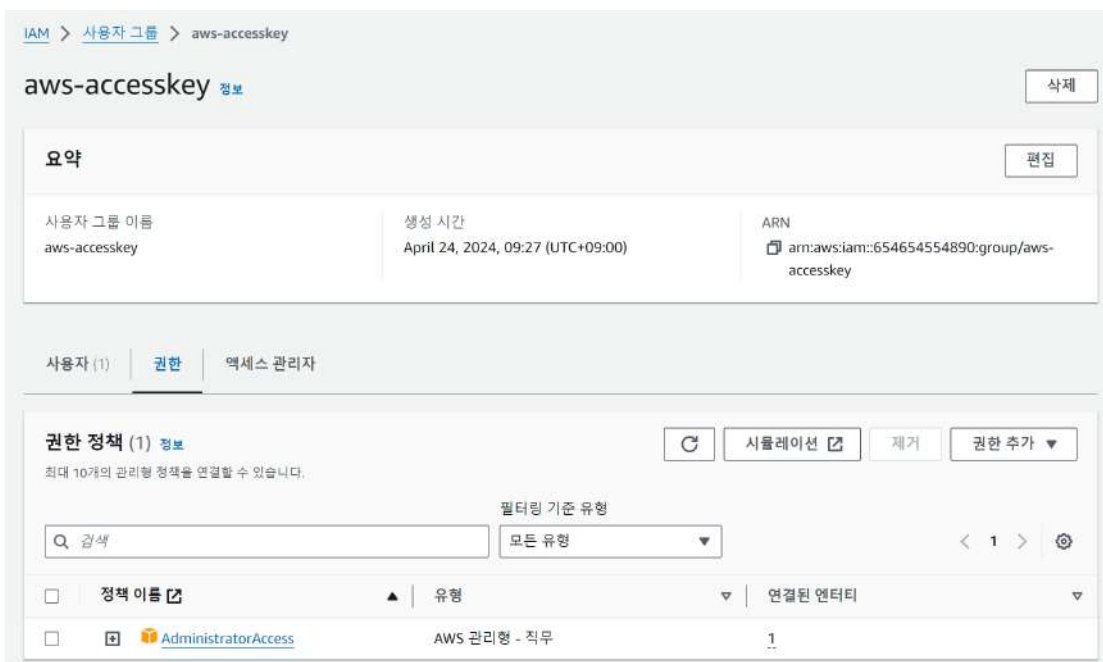 IAM > 사용자 그룹 > aws-accesskey
aws-accesskey 정보
삭제
요약
편집
사용자 그룹 이름
aws-accesskey
생성 시간
April 24, 2024, 09:27 (UTC+09:00)
ARN
arn:aws:iam::654654554890:group/aws-
accesskey
사용자 (1)
권한
액세스 관리자
권한 정책 (1) 정보
시뮬레이션
제거
권한 추가
최대 10개의 관리형 정책을 연결할 수 있습니다.
필터링 기준 유형
검색
모든 유형
< 1 >
정책 이름
유형
연결된 엔터티
AdministratorAccess
AWS 관리형 - 직무
1